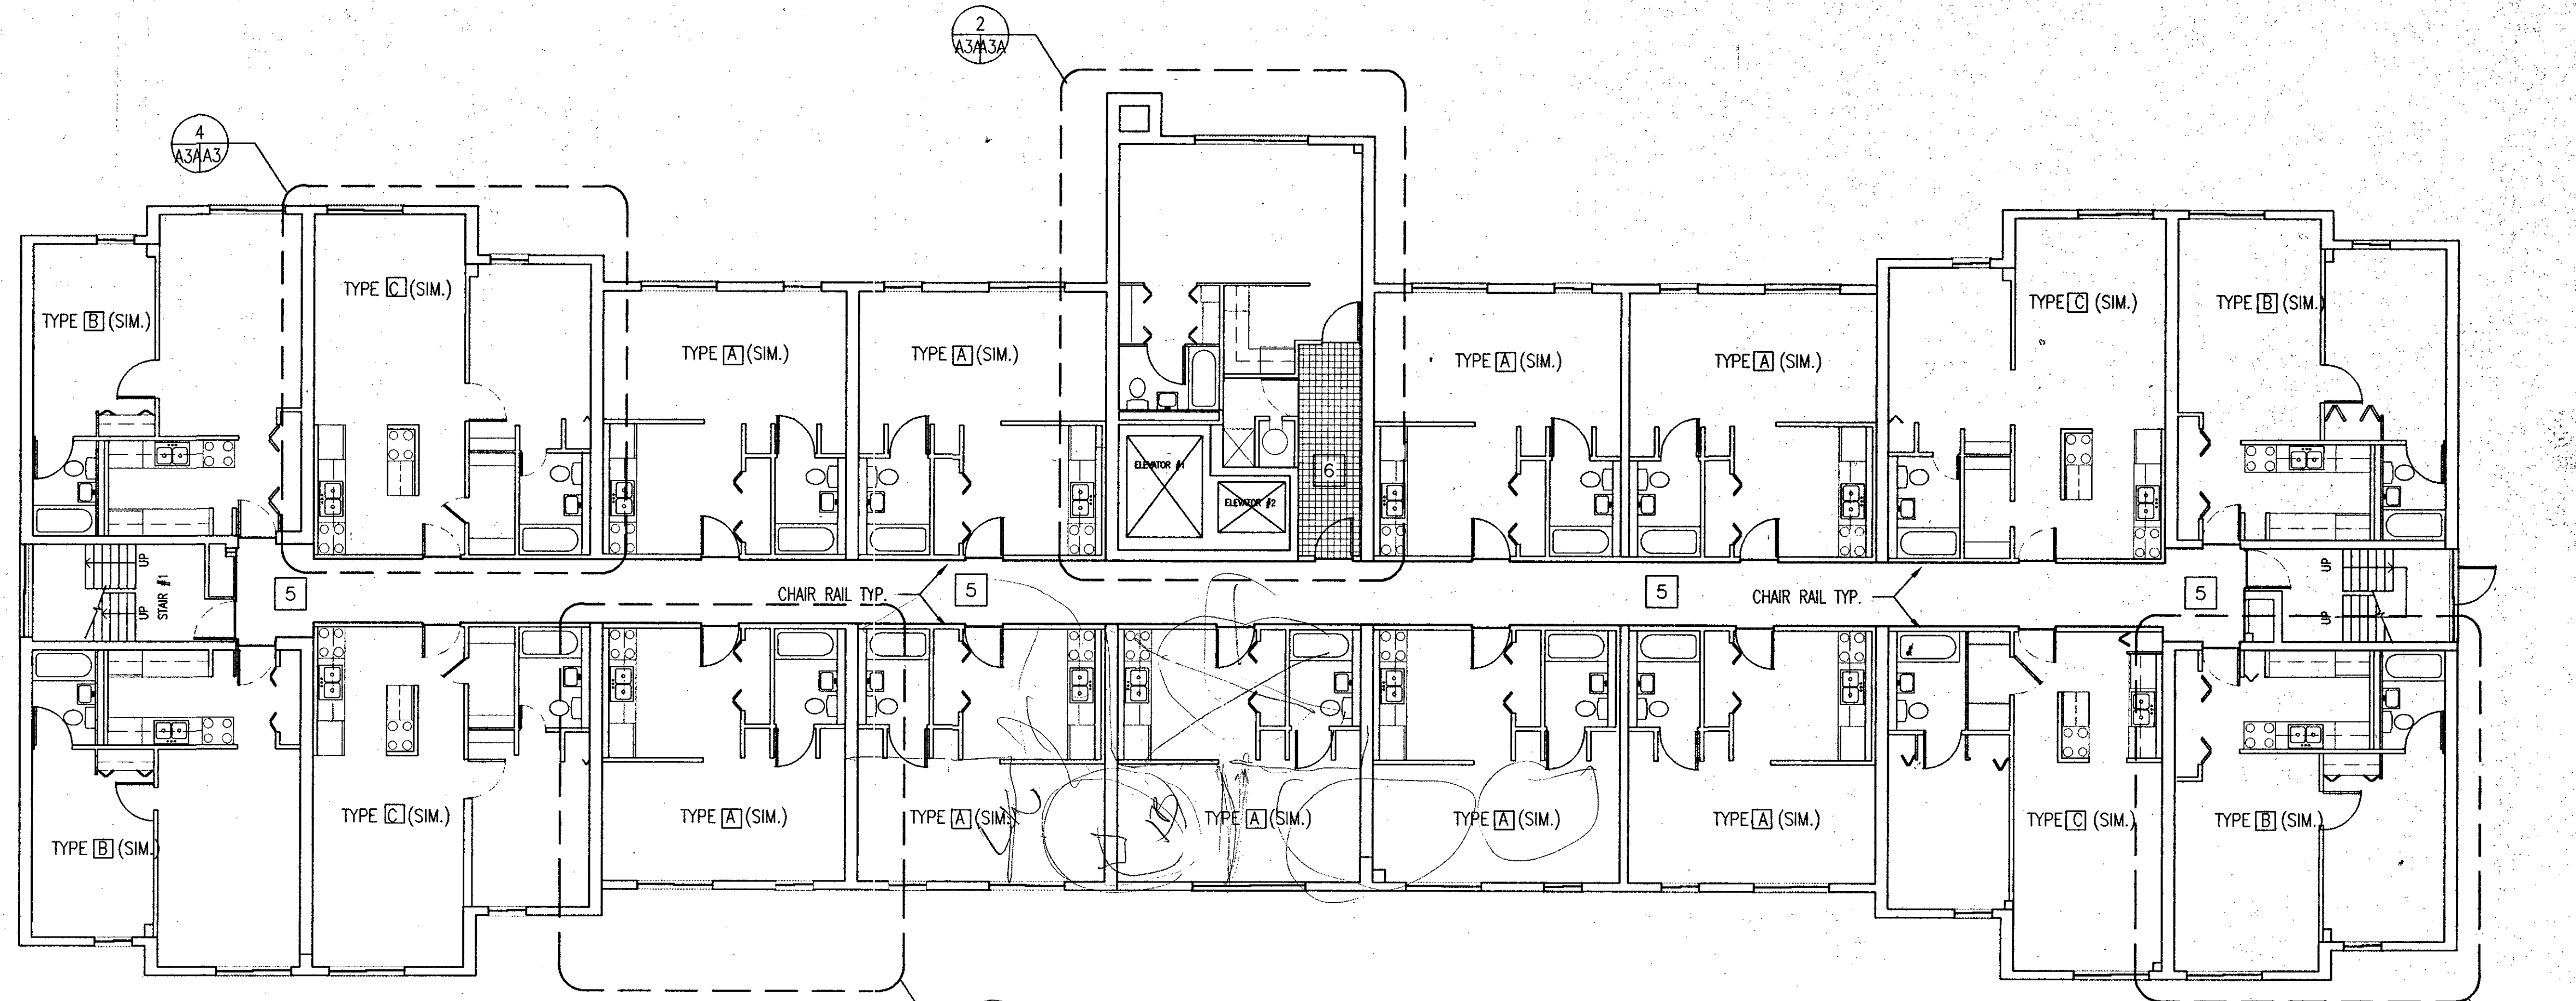 2
A3A A3A
4
A3A A3
TYPE C (SIM.)
TYPE C (SIM.)
TYPE B (SIM.)
TYPE B (SIM.)
TYPE A (SIM.)
TYPE A (SIM.)
TYPE A (SIM.)
TYPE A (SIM.)
ELEVATOR #1
6
ELEVATOR #2
UP
UP
STAIR #1
5
CHAIR RAIL TYP.
5
5
CHAIR RAIL TYP.
5
UP
UP
TYPE C (SIM.)
TYPE A (SIM.)
TYPE A (SIM.)
TYPE A (SIM.)
TYPE A (SIM.)
TYPE A (SIM.)
TYPE C (SIM.)
TYPE B (SIM.)
TYPE B (SIM.)